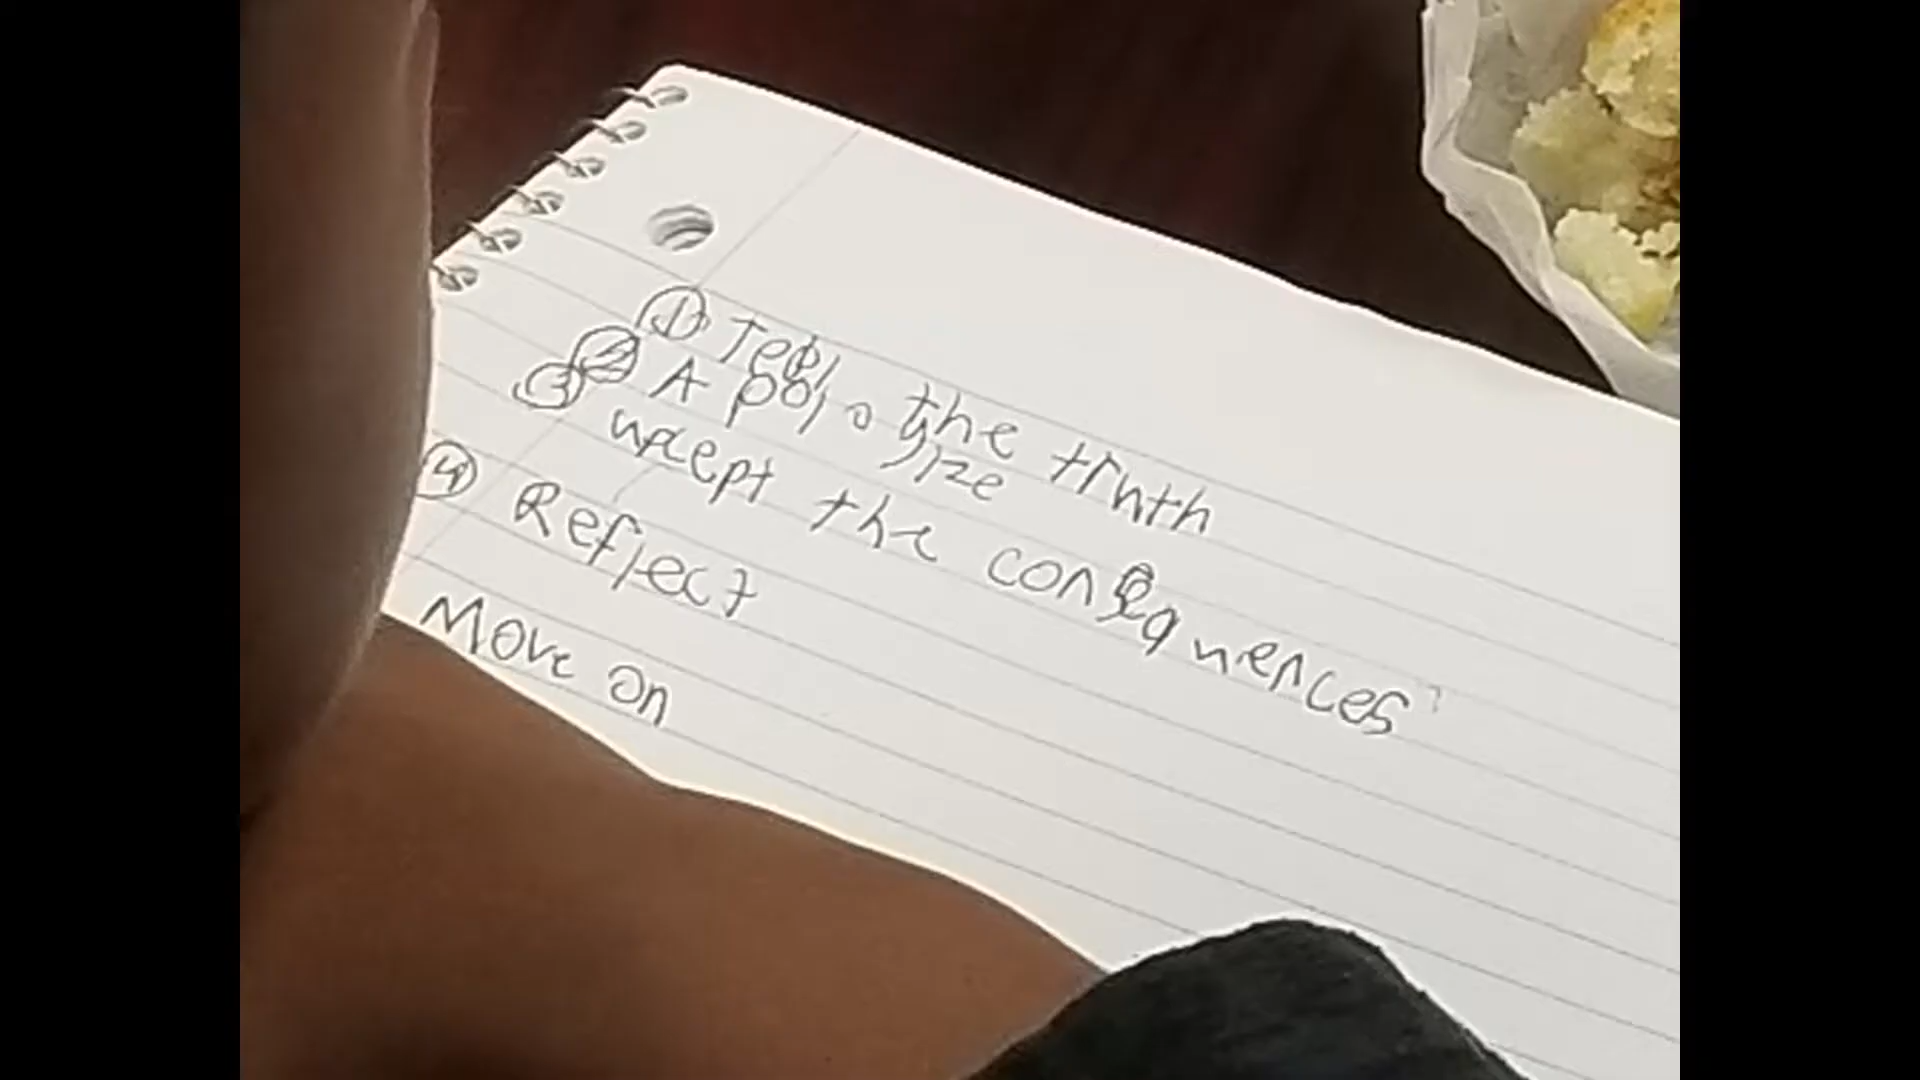 ① Tell the truth
② Apologize
③ accept the consequences
④ Reflect
Move on